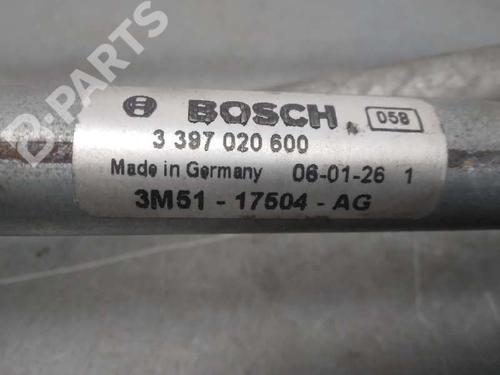 B-PARTS
BOSCH 058
3 397 020 600
Made in Germany 06-01-26 1
3M51 - 17504 - AG